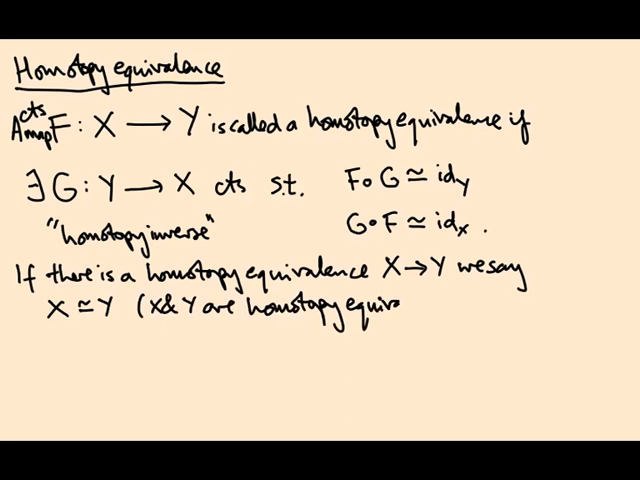 Homotopy equivalence
A cts map F : X → Y is called a homotopy equivalence if
∃ G : Y → X cts s.t. F∘G ≃ id_Y
"homotopy inverse" G∘F ≃ id_X.
If there is a homotopy equivalence X → Y we say
X ≃ Y (X & Y are homotopy equiva